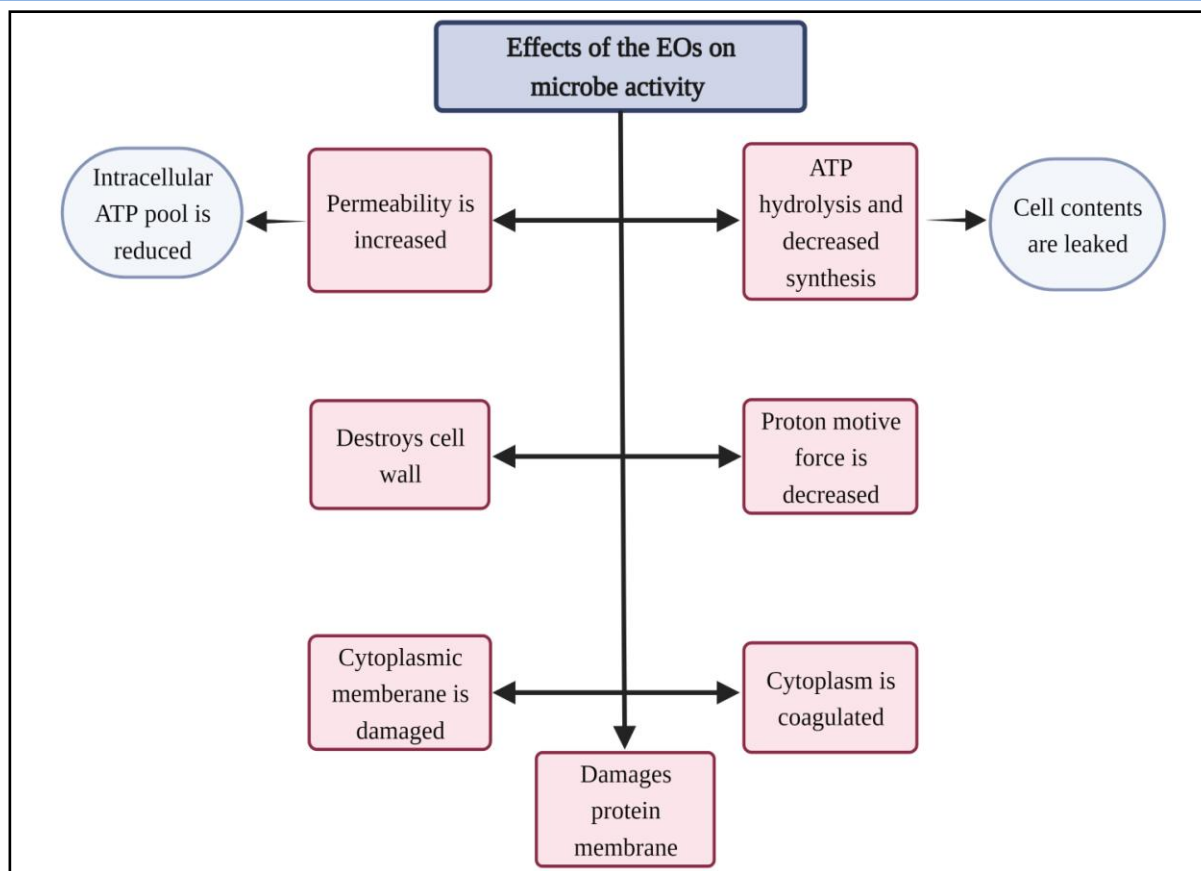 Effects of the EOs on
microbe activity
Intracellular
ATP pool is
reduced
Permeability is
increased
ATP
hydrolysis and
decreased
synthesis
Cell contents
are leaked
Destroys cell
wall
Proton motive
force is
decreased
Cytoplasmic
memberane is
damaged
Cytoplasm is
coagulated
Damages
protein
membrane